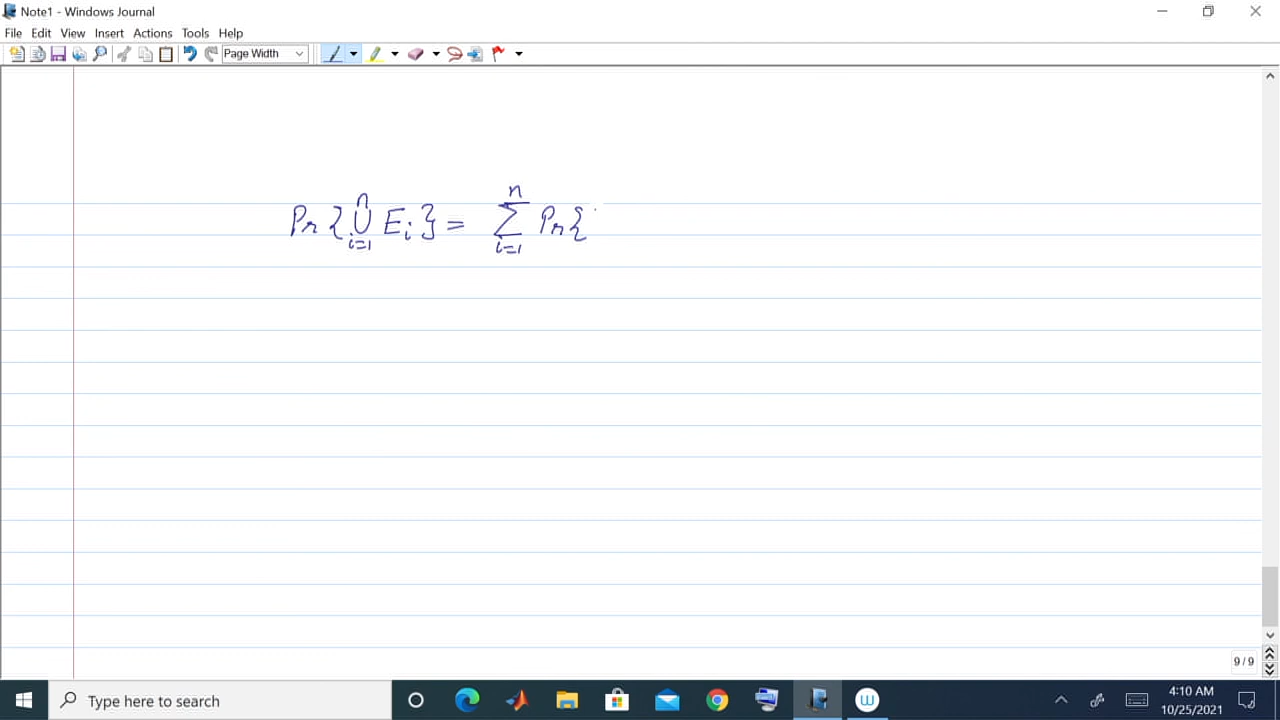 Note1 - Windows Journal
File Edit View Insert Actions Tools Help
Page Width
n n
Pr { ∪ Ei } = Σ Pr {
i=1 i=1
9 / 9
Type here to search
4:10 AM
10/25/2021